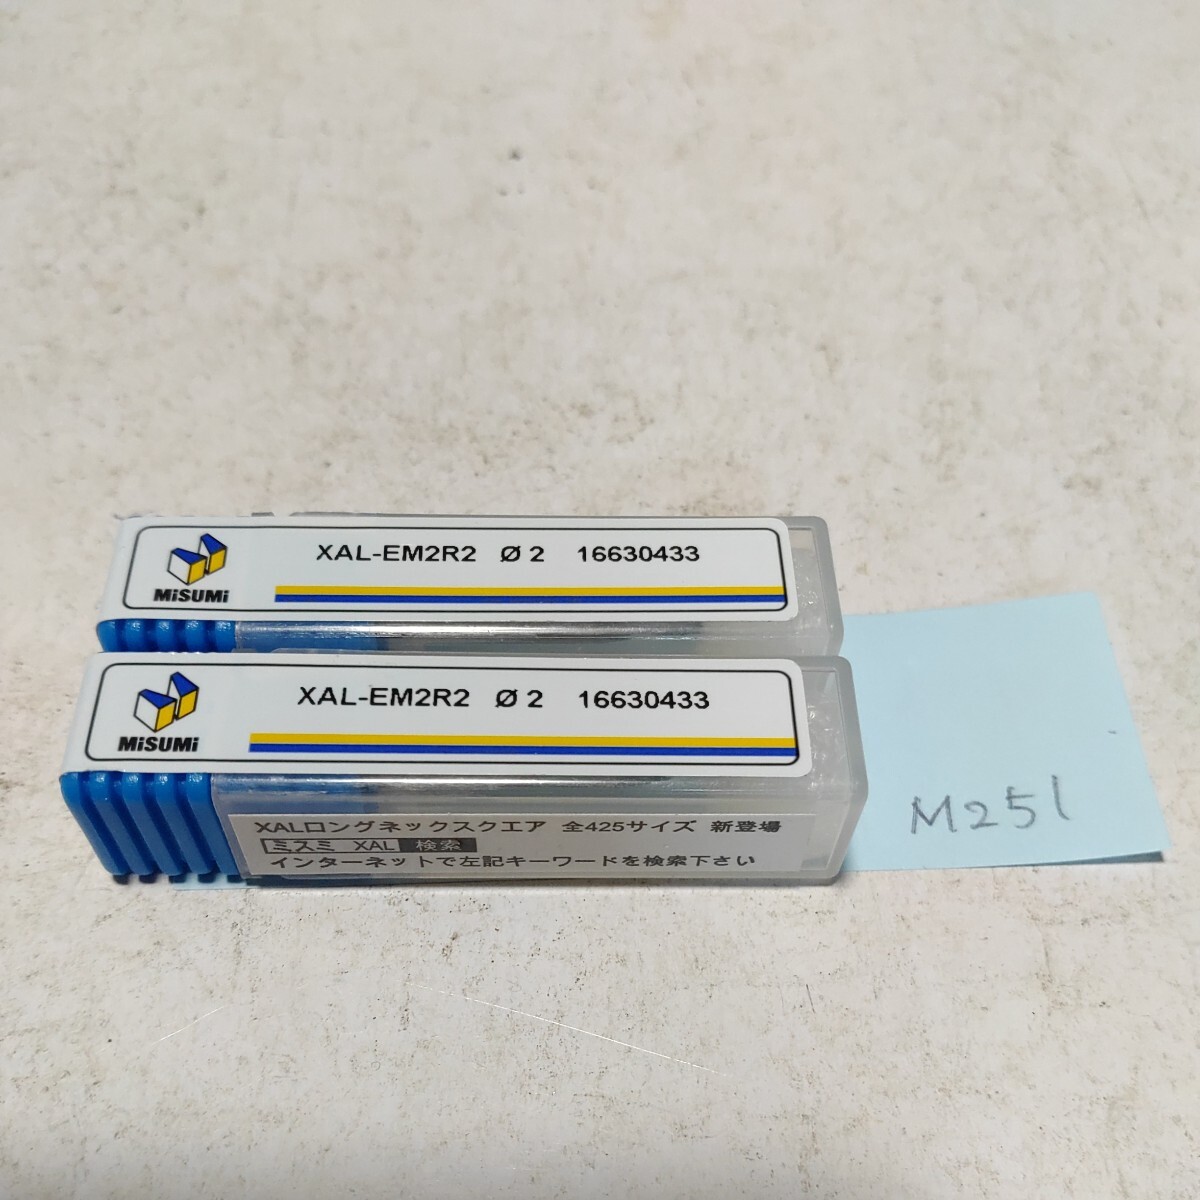 XAL-EM2R2 Ø 2 16630433
MiSUMi
XAL-EM2R2 Ø 2 16630433
MiSUMi
XALロングネックスクエア 全425サイズ 新登場
ミスミ XAL 検索
インターネットで左記キーワードを検索下さい
M251